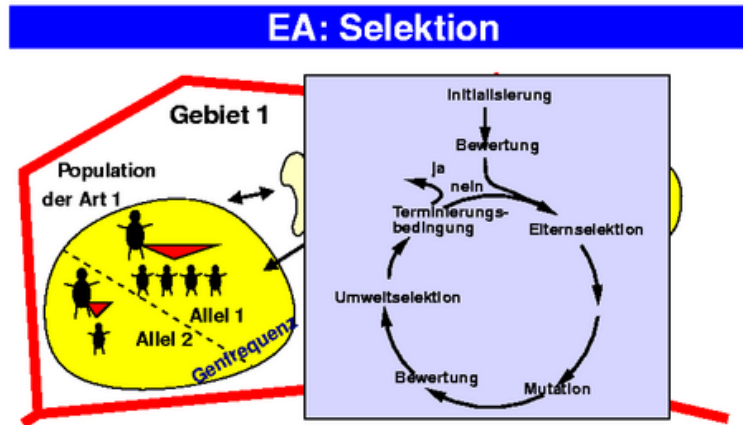 EA: Selektion
Gebiet 1
Population
der Art 1
Allel 1
Allel 2
Genfrequenz
Initialisierung
Bewertung
ja
nein
Terminierungs-
bedingung
Elternselektion
Umweltselektion
Bewertung
Mutation